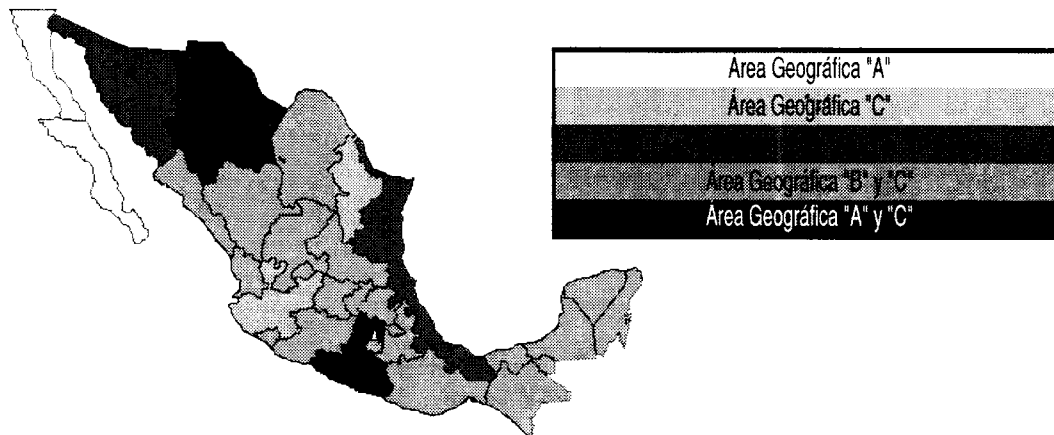 Área Geográfica "A"
Área Geográfica "C"
Área Geográfica "B" y "C"
Área Geográfica "A" y "C"
A